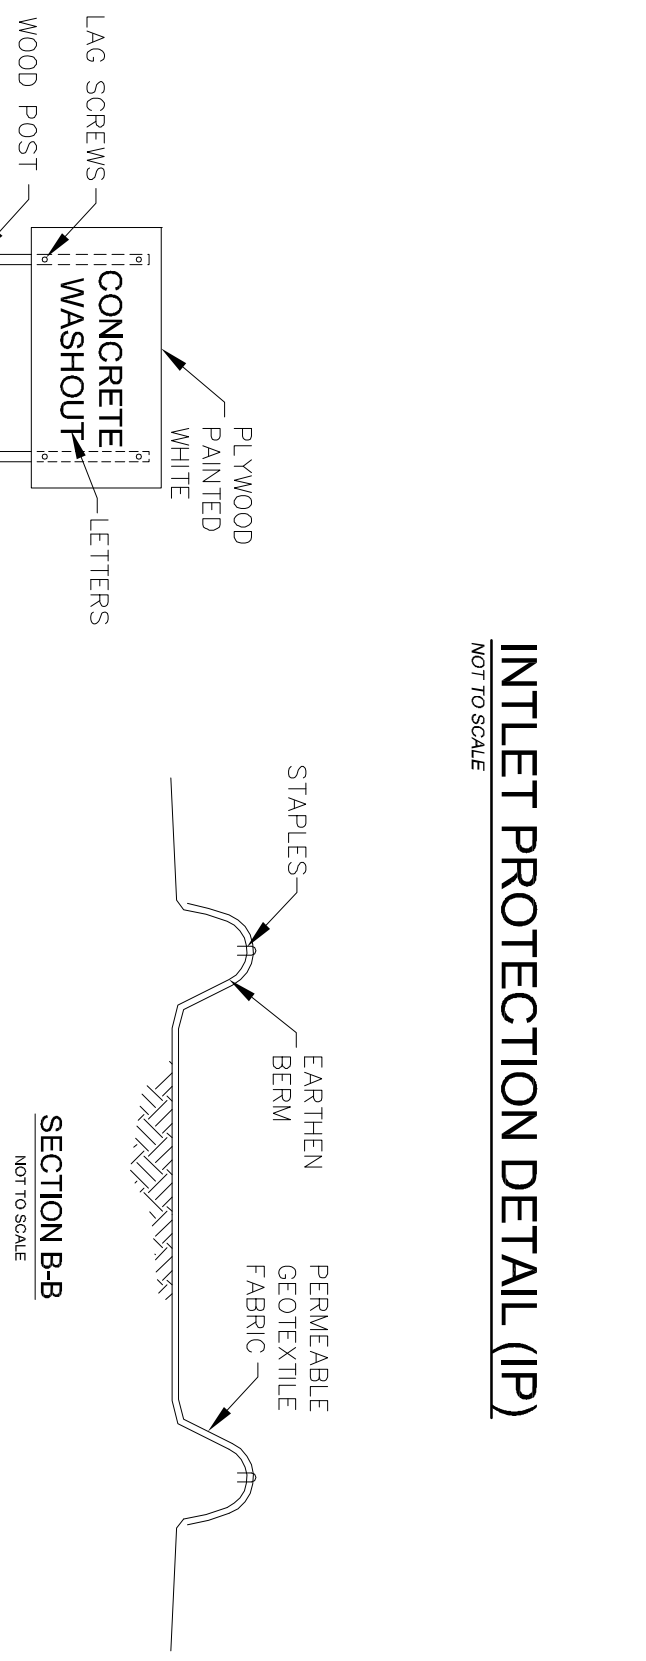 INTLET PROTECTION DETAIL (IP)
NOT TO SCALE
PLYWOOD
PAINTED
WHITE
LAG SCREWS
WOOD POST
CONCRETE
WASHOUT
LETTERS
STAPLES
EARTHEN
BERM
PERMEABLE
GEOTEXTILE
FABRIC
SECTION B-B
NOT TO SCALE